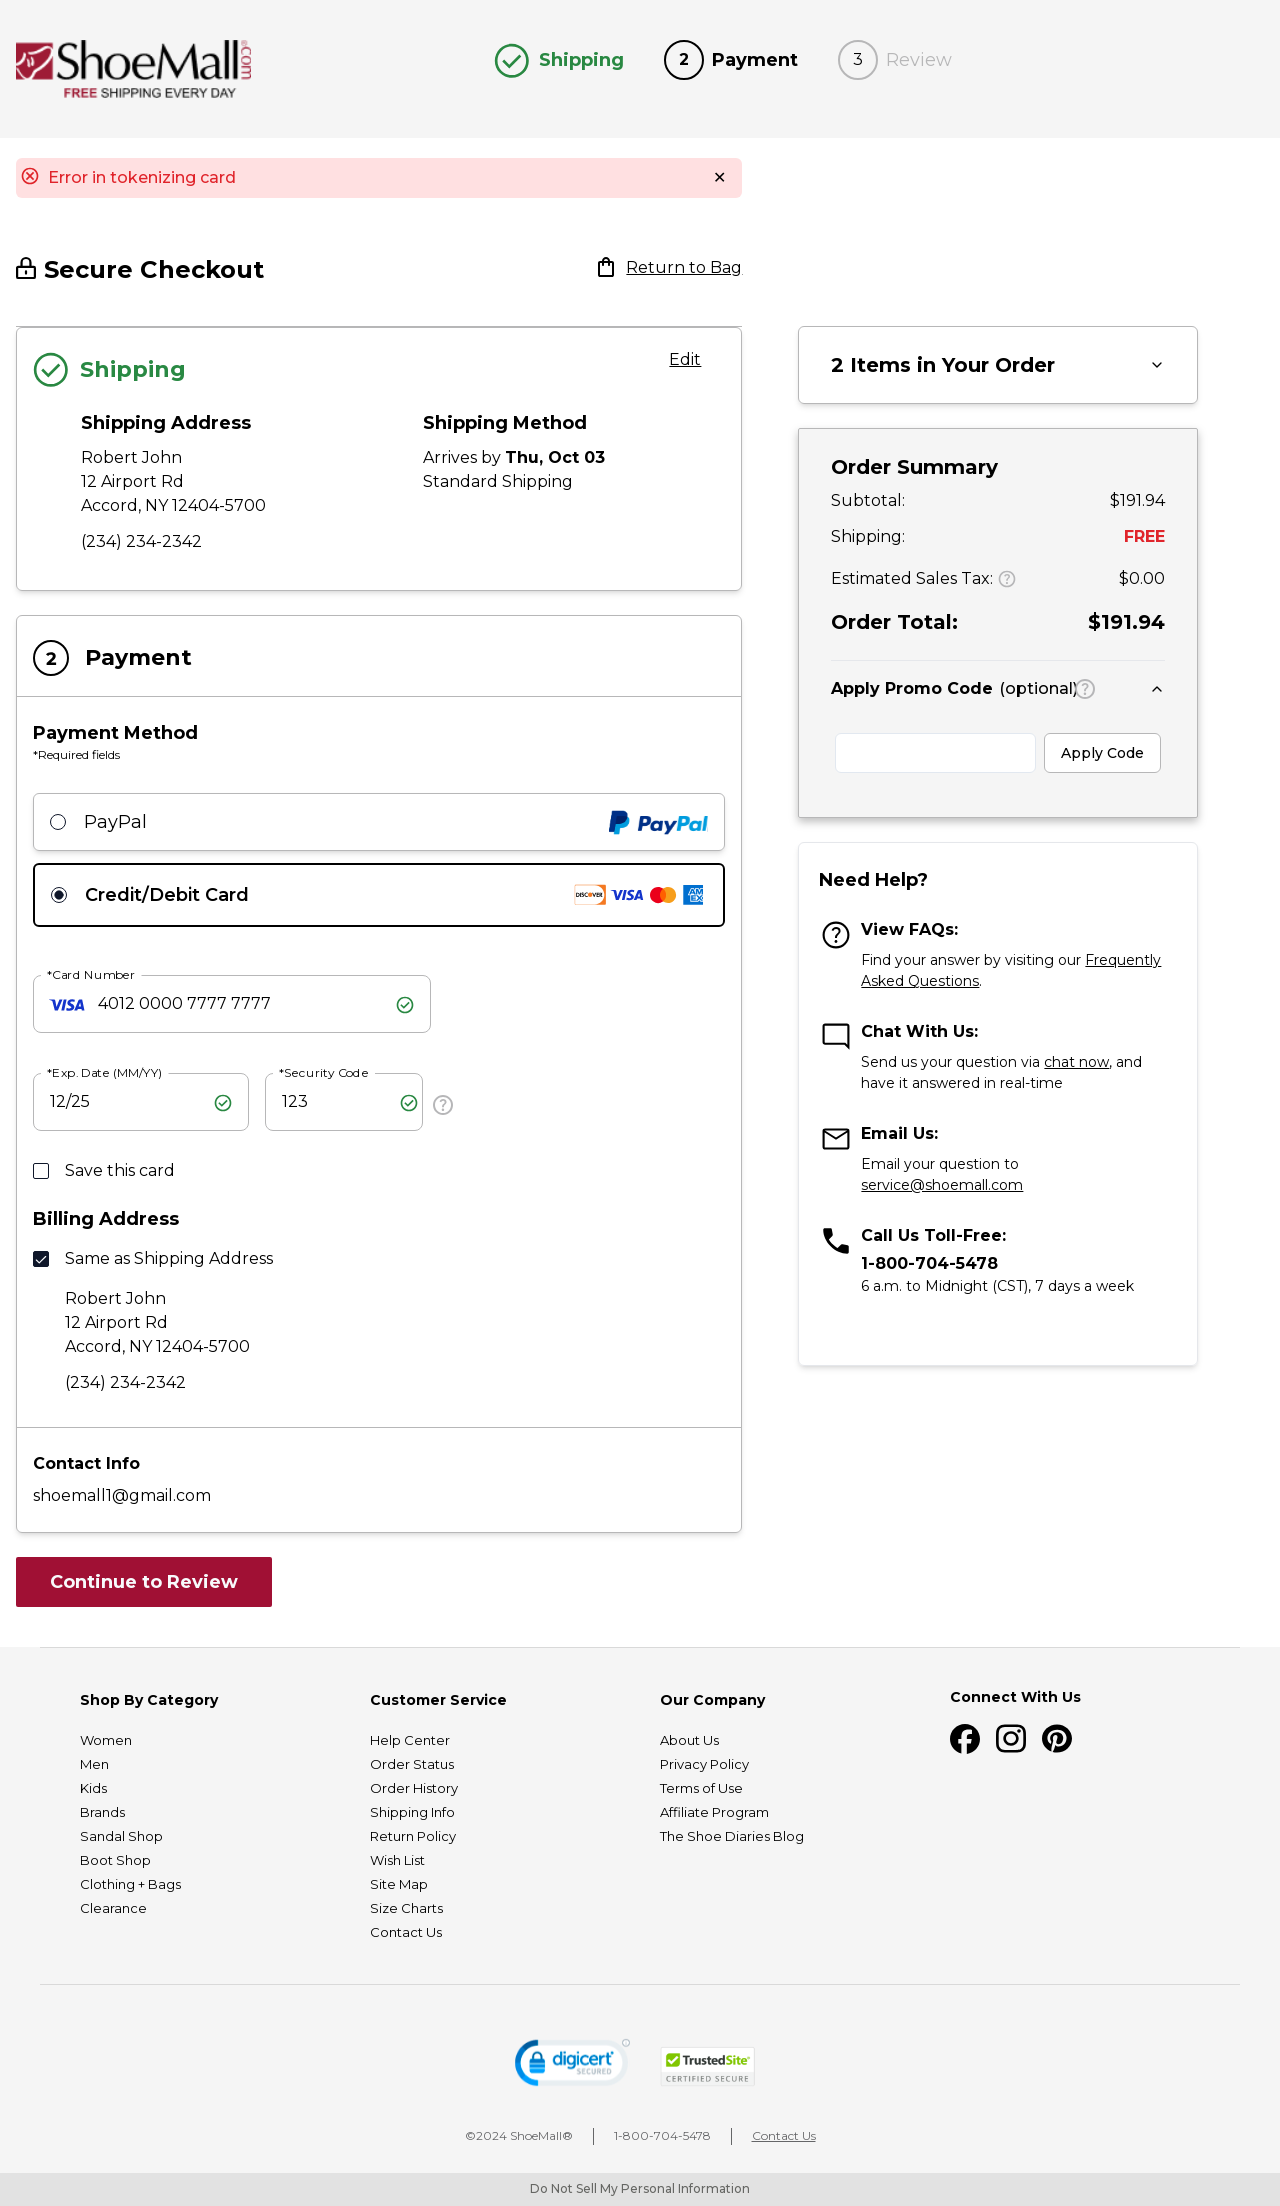 ShoeMall.com
FREE SHIPPING EVERY DAY
Shipping
2
Payment
3
Review
Error in tokenizing card
Secure Checkout
Return to Bag
Shipping
Edit
Shipping Address
Robert John
12 Airport Rd
Accord, NY 12404-5700
(234) 234-2342
Shipping Method
Arrives by Thu, Oct 03
Standard Shipping
2
Payment
Payment Method
*Required fields
PayPal
PayPal
Credit/Debit Card
DISCOVER
VISA
AMEX
*Card Number
VISA
4012 0000 7777 7777
*Exp. Date (MM/YY)
12/25
*Security Code
123
Save this card
Billing Address
Same as Shipping Address
Robert John
12 Airport Rd
Accord, NY 12404-5700
(234) 234-2342
Contact Info
shoemall1@gmail.com
Continue to Review
2 Items in Your Order
Order Summary
Subtotal: $191.94
Shipping: FREE
Estimated Sales Tax: $0.00
Order Total: $191.94
Apply Promo Code (optional)
Apply Code
Need Help?
View FAQs:
Find your answer by visiting our Frequently
Asked Questions.
Chat With Us:
Send us your question via chat now, and
have it answered in real-time
Email Us:
Email your question to
service@shoemall.com
Call Us Toll-Free:
1-800-704-5478
6 a.m. to Midnight (CST), 7 days a week
Shop By Category
Women
Men
Kids
Brands
Sandal Shop
Boot Shop
Clothing + Bags
Clearance
Customer Service
Help Center
Order Status
Order History
Shipping Info
Return Policy
Wish List
Site Map
Size Charts
Contact Us
Our Company
About Us
Privacy Policy
Terms of Use
Affiliate Program
The Shoe Diaries Blog
Connect With Us
digicert
SECURED
TrustedSite
CERTIFIED SECURE
©2024 ShoeMall®
1-800-704-5478
Contact Us
Do Not Sell My Personal Information